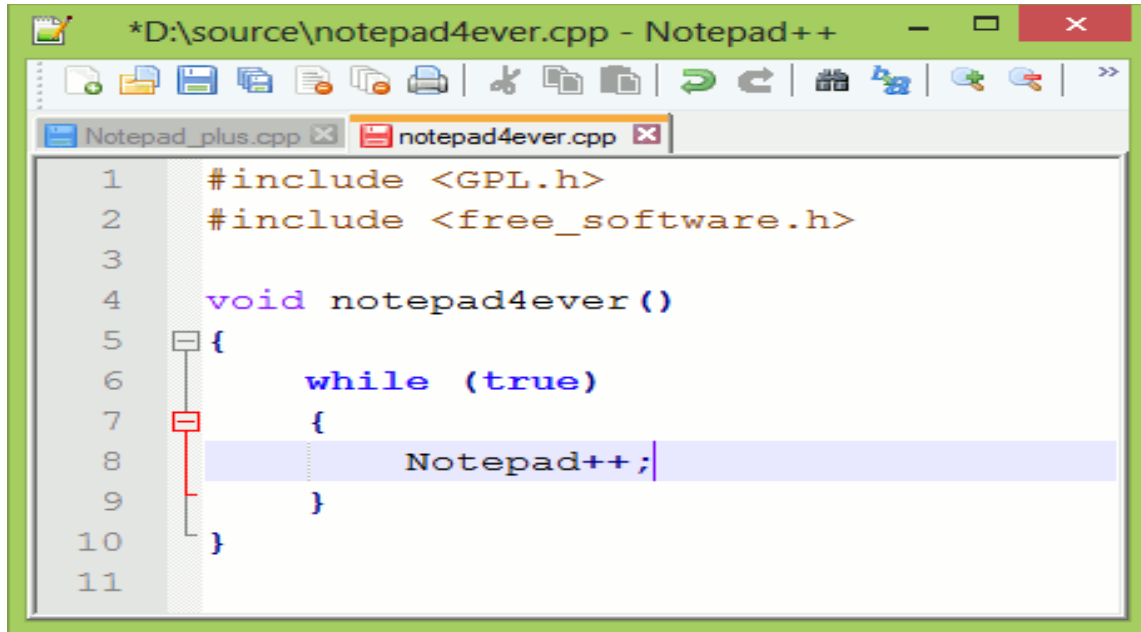 *D:\source\notepad4ever.cpp - Notepad++
Notepad_plus.cpp notepad4ever.cpp
1 #include <GPL.h>
2 #include <free_software.h>
3
4 void notepad4ever()
5 {
6 while (true)
7 {
8 Notepad++;
9 }
10 }
11